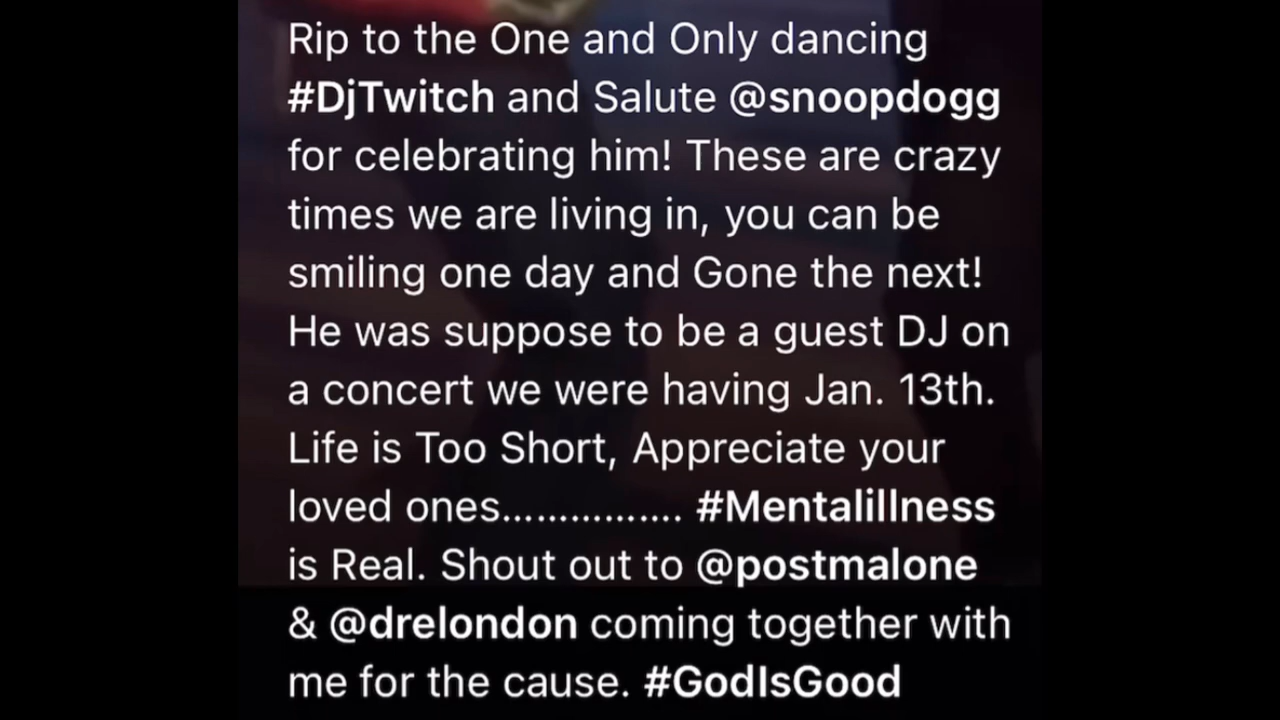 Rip to the One and Only dancing
#DjTwitch and Salute @snoopdogg
for celebrating him! These are crazy
times we are living in, you can be
smiling one day and Gone the next!
He was suppose to be a guest DJ on
a concert we were having Jan. 13th.
Life is Too Short, Appreciate your
loved ones................ #Mentalillness
is Real. Shout out to @postmalone
& @drelondon coming together with
me for the cause. #GodIsGood